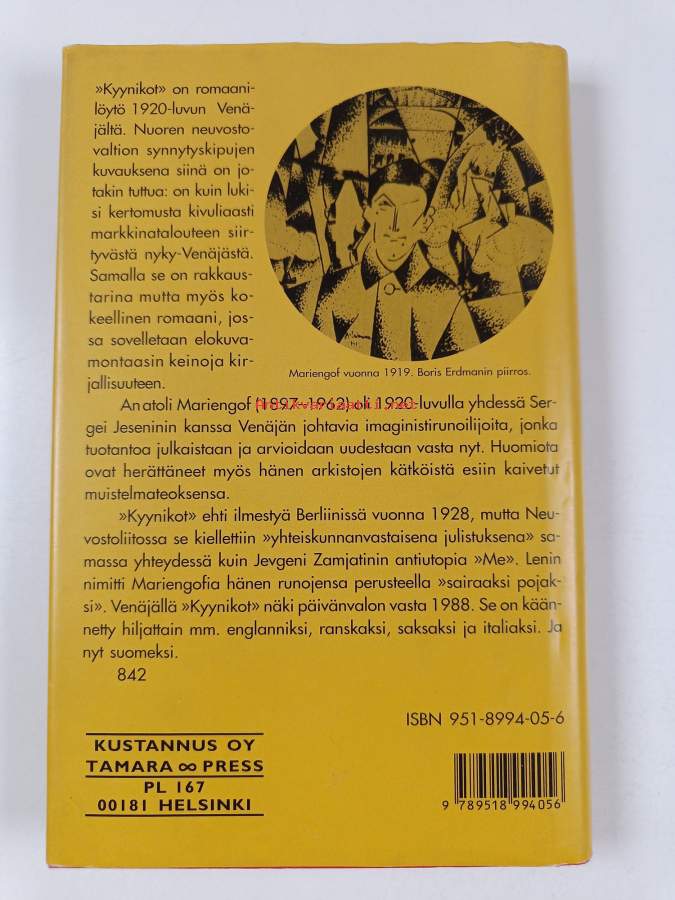 »Kyynikot» on romaani-
löytö 1920-luvun Venä-
jältä. Nuoren neuvosto-
valtion synnytyskipujen
kuvauksena siinä on jo-
takin tuttua: on kuin luki-
si kertomusta kivuliaasti
markkinatalouteen siir-
tyvästä nyky-Venäjästä.
Samalla se on rakkaus-
tarina mutta myös ko-
keellinen romaani, jos-
sa sovelletaan elokuva-
montaasin keinoja kir-
jallisuuteen.
Mariengof vuonna 1919. Boris Erdmanin piirros.
Anatoli Mariengof (1897–1962) oli 1920-luvulla yhdessä Ser-
gei Jeseninin kanssa Venäjän johtavia imaginistirunoilijoita, jonka
tuotantoa julkaistaan ja arvioidaan uudestaan vasta nyt. Huomiota
ovat herättäneet myös hänen arkistojen kätköistä esiin kaivetut
muistelmateoksensa.
»Kyynikot» ehti ilmestyä Berliinissä vuonna 1928, mutta Neu-
vostoliitossa se kiellettiin »yhteiskunnanvastaisena julistuksena» sa-
massa yhteydessä kuin Jevgeni Zamjatinin antiutopia »Me». Lenin
nimitti Mariengofia hänen runojensa perusteella »sairaaksi pojak-
si». Venäjällä »Kyynikot» näki päivänvalon vasta 1988. Se on kään-
netty hiljattain mm. englanniksi, ranskaksi, saksaksi ja italiaksi. Ja
nyt suomeksi.
842
ISBN 951-8994-05-6
KUSTANNUS OY
TAMARA ∞ PRESS
PL 167
00181 HELSINKI
9 789518 994056